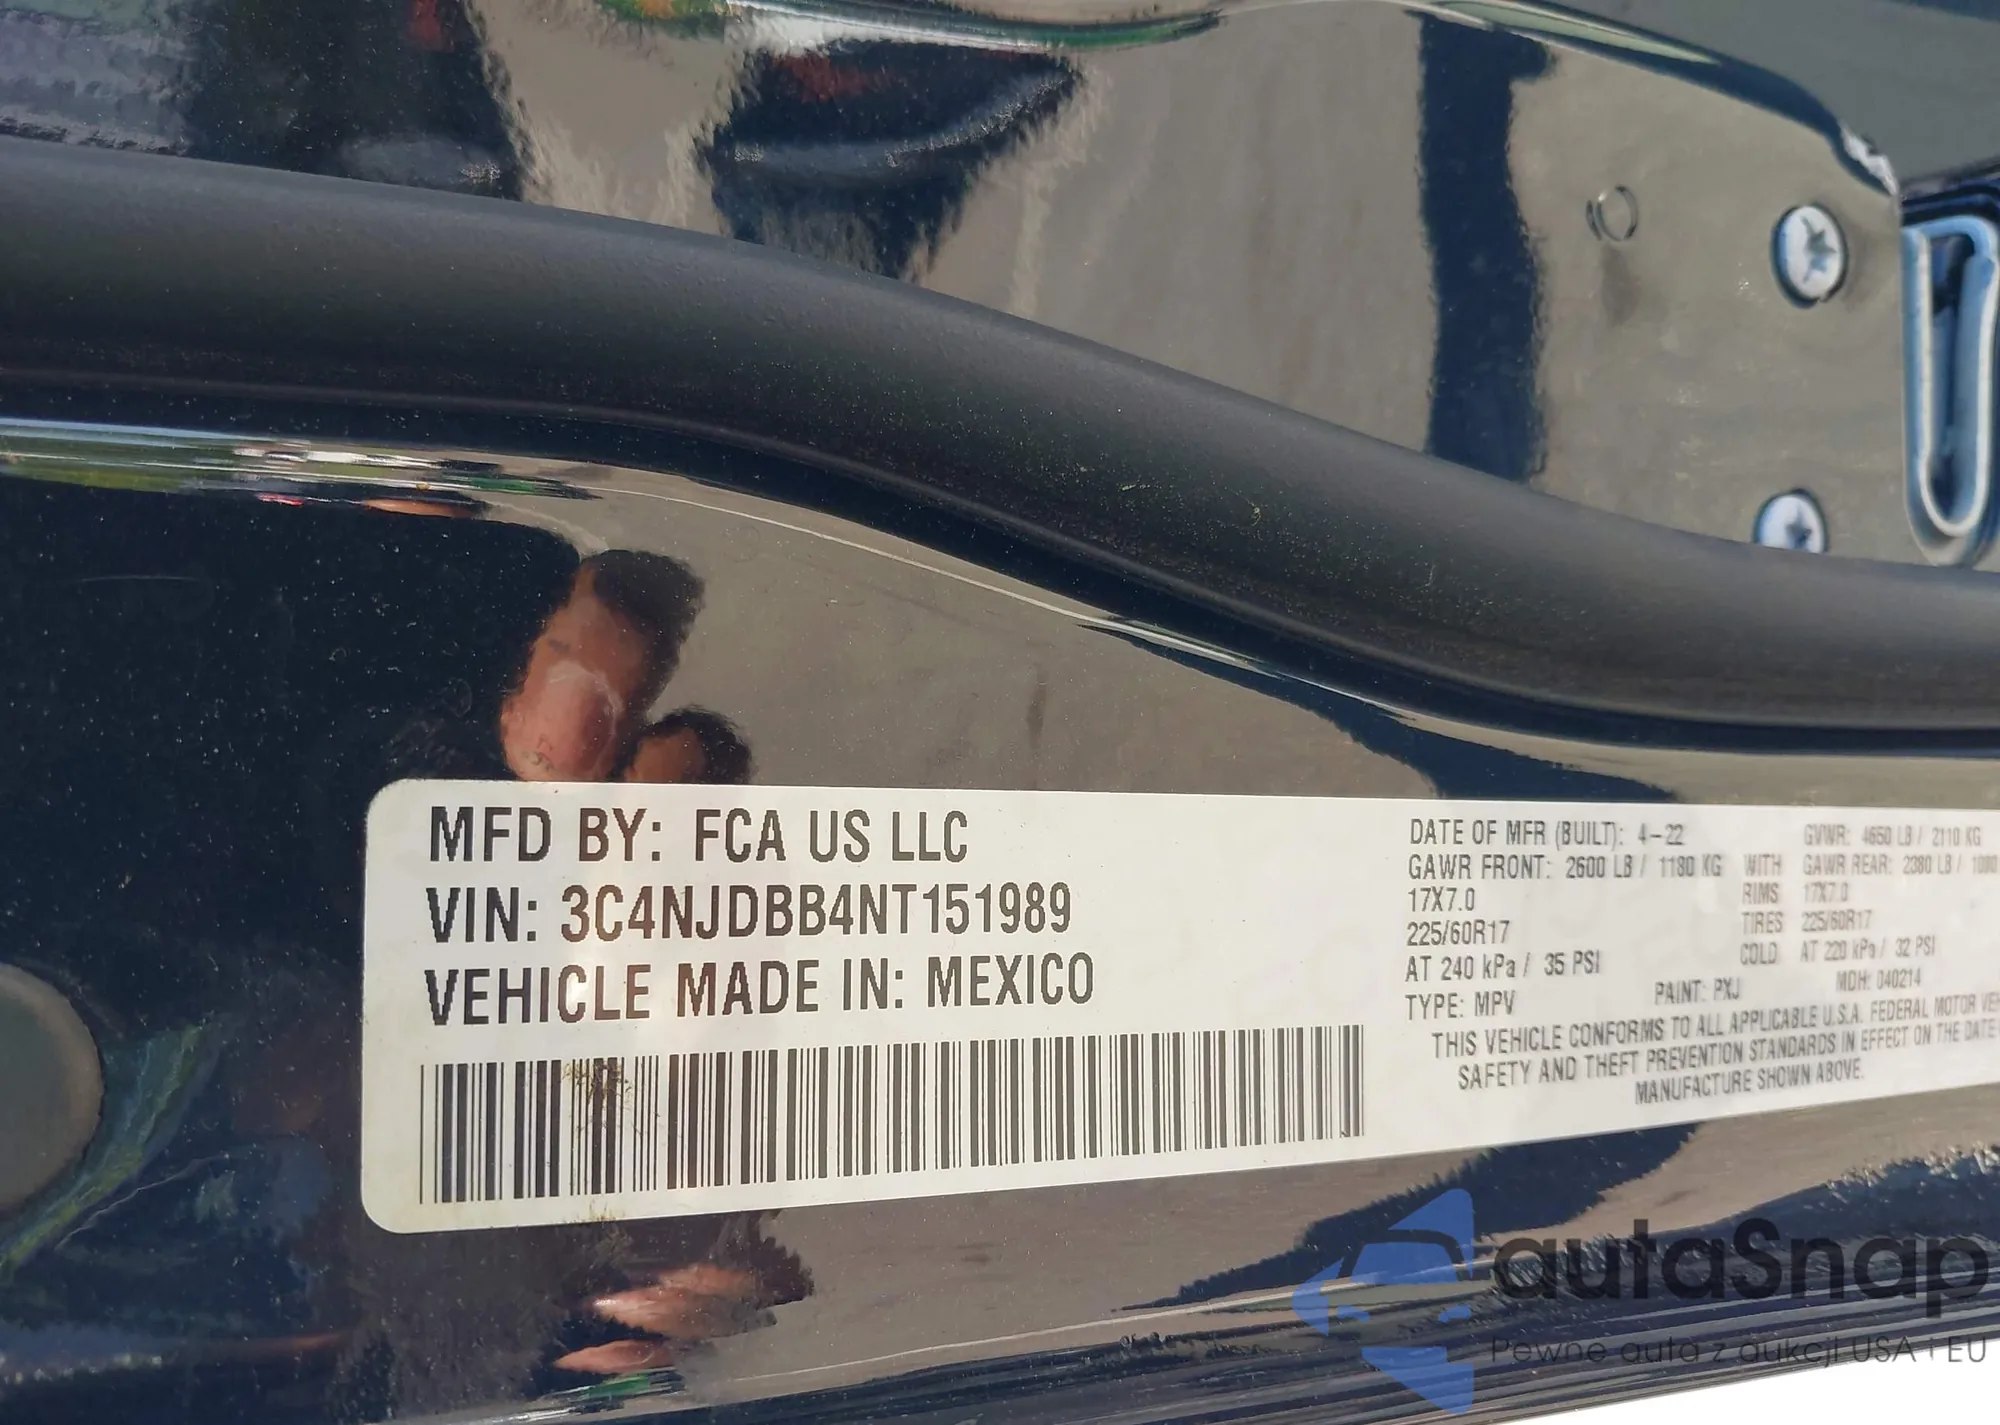 MFD BY: FCA US LLC
VIN: 3C4NJDBB4NT151989
VEHICLE MADE IN: MEXICO
DATE OF MFR (BUILT): 4-22 GVWR: 4650 LB / 2110 KG
GAWR FRONT: 2600 LB / 1180 KG WITH GAWR REAR: 2380 LB / 1080
17X7.0 RIMS 17X7.0
225/60R17 TIRES 225/60R17
AT 240 kPa / 35 PSI COLD AT 220 kPa / 32 PSI
TYPE: MPV PAINT: PXJ MDH: 040214
THIS VEHICLE CONFORMS TO ALL APPLICABLE U.S.A. FEDERAL MOTOR VEH
SAFETY AND THEFT PREVENTION STANDARDS IN EFFECT ON THE DATE
MANUFACTURE SHOWN ABOVE.
autaSnap
Pewne auta z aukcji USA i EU